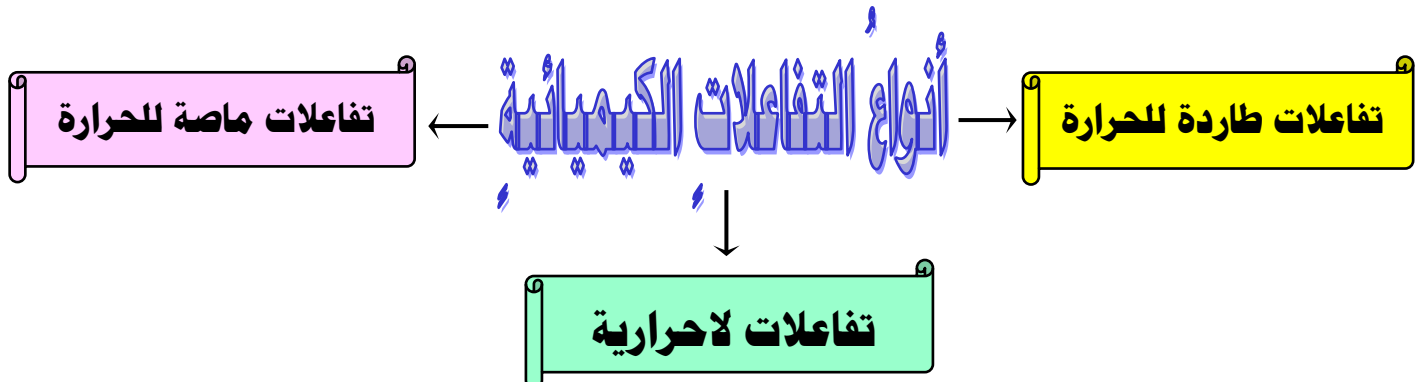 أنواعُ التفاعلاتِ الكيميائيةِ
تفاعلات طاردة للحرارة
تفاعلات ماصة للحرارة
تفاعلات لاحرارية